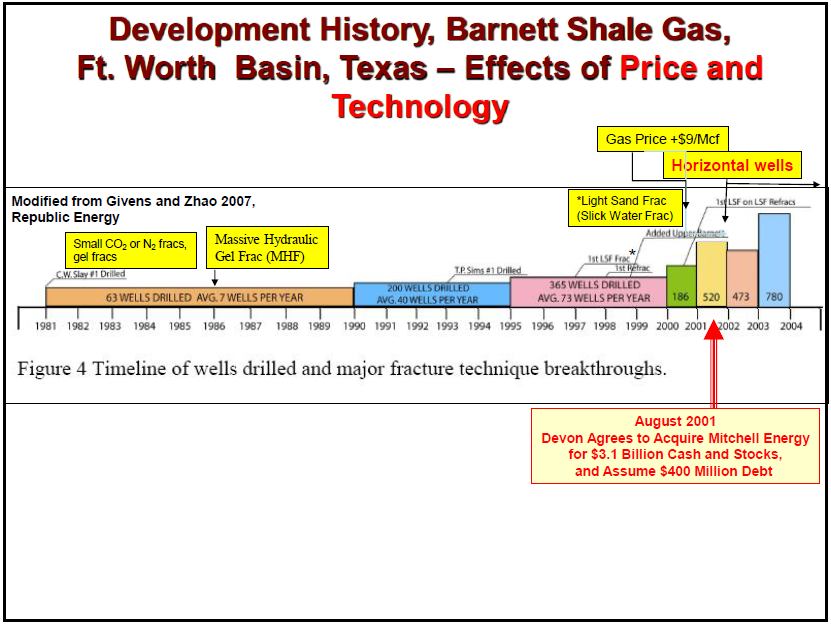 Development History, Barnett Shale Gas,
Ft. Worth Basin, Texas – Effects of Price and
Technology
Gas Price +$9/Mcf
Horizontal wells
Modified from Givens and Zhao 2007,
Republic Energy
*Light Sand Frac
(Slick Water Frac)
1st LSF on LSF Refracs
Small CO₂ or N₂ fracs,
gel fracs
Massive Hydraulic
Gel Frac (MHF)
Added Upper Barnett
*
1st LSF Frac
1st Refrac
C.W. Slay #1 Drilled
T.P. Sims #1 Drilled
63 WELLS DRILLED AVG. 7 WELLS PER YEAR
200 WELLS DRILLED
AVG. 40 WELLS PER YEAR
365 WELLS DRILLED
AVG. 73 WELLS PER YEAR
186 520 473 780
1981 1982 1983 1984 1985 1986 1987 1988 1989 1990 1991 1992 1993 1994 1995 1996 1997 1998 1999 2000 2001 2002 2003 2004
Figure 4 Timeline of wells drilled and major fracture technique breakthroughs.
August 2001
Devon Agrees to Acquire Mitchell Energy
for $3.1 Billion Cash and Stocks,
and Assume $400 Million Debt